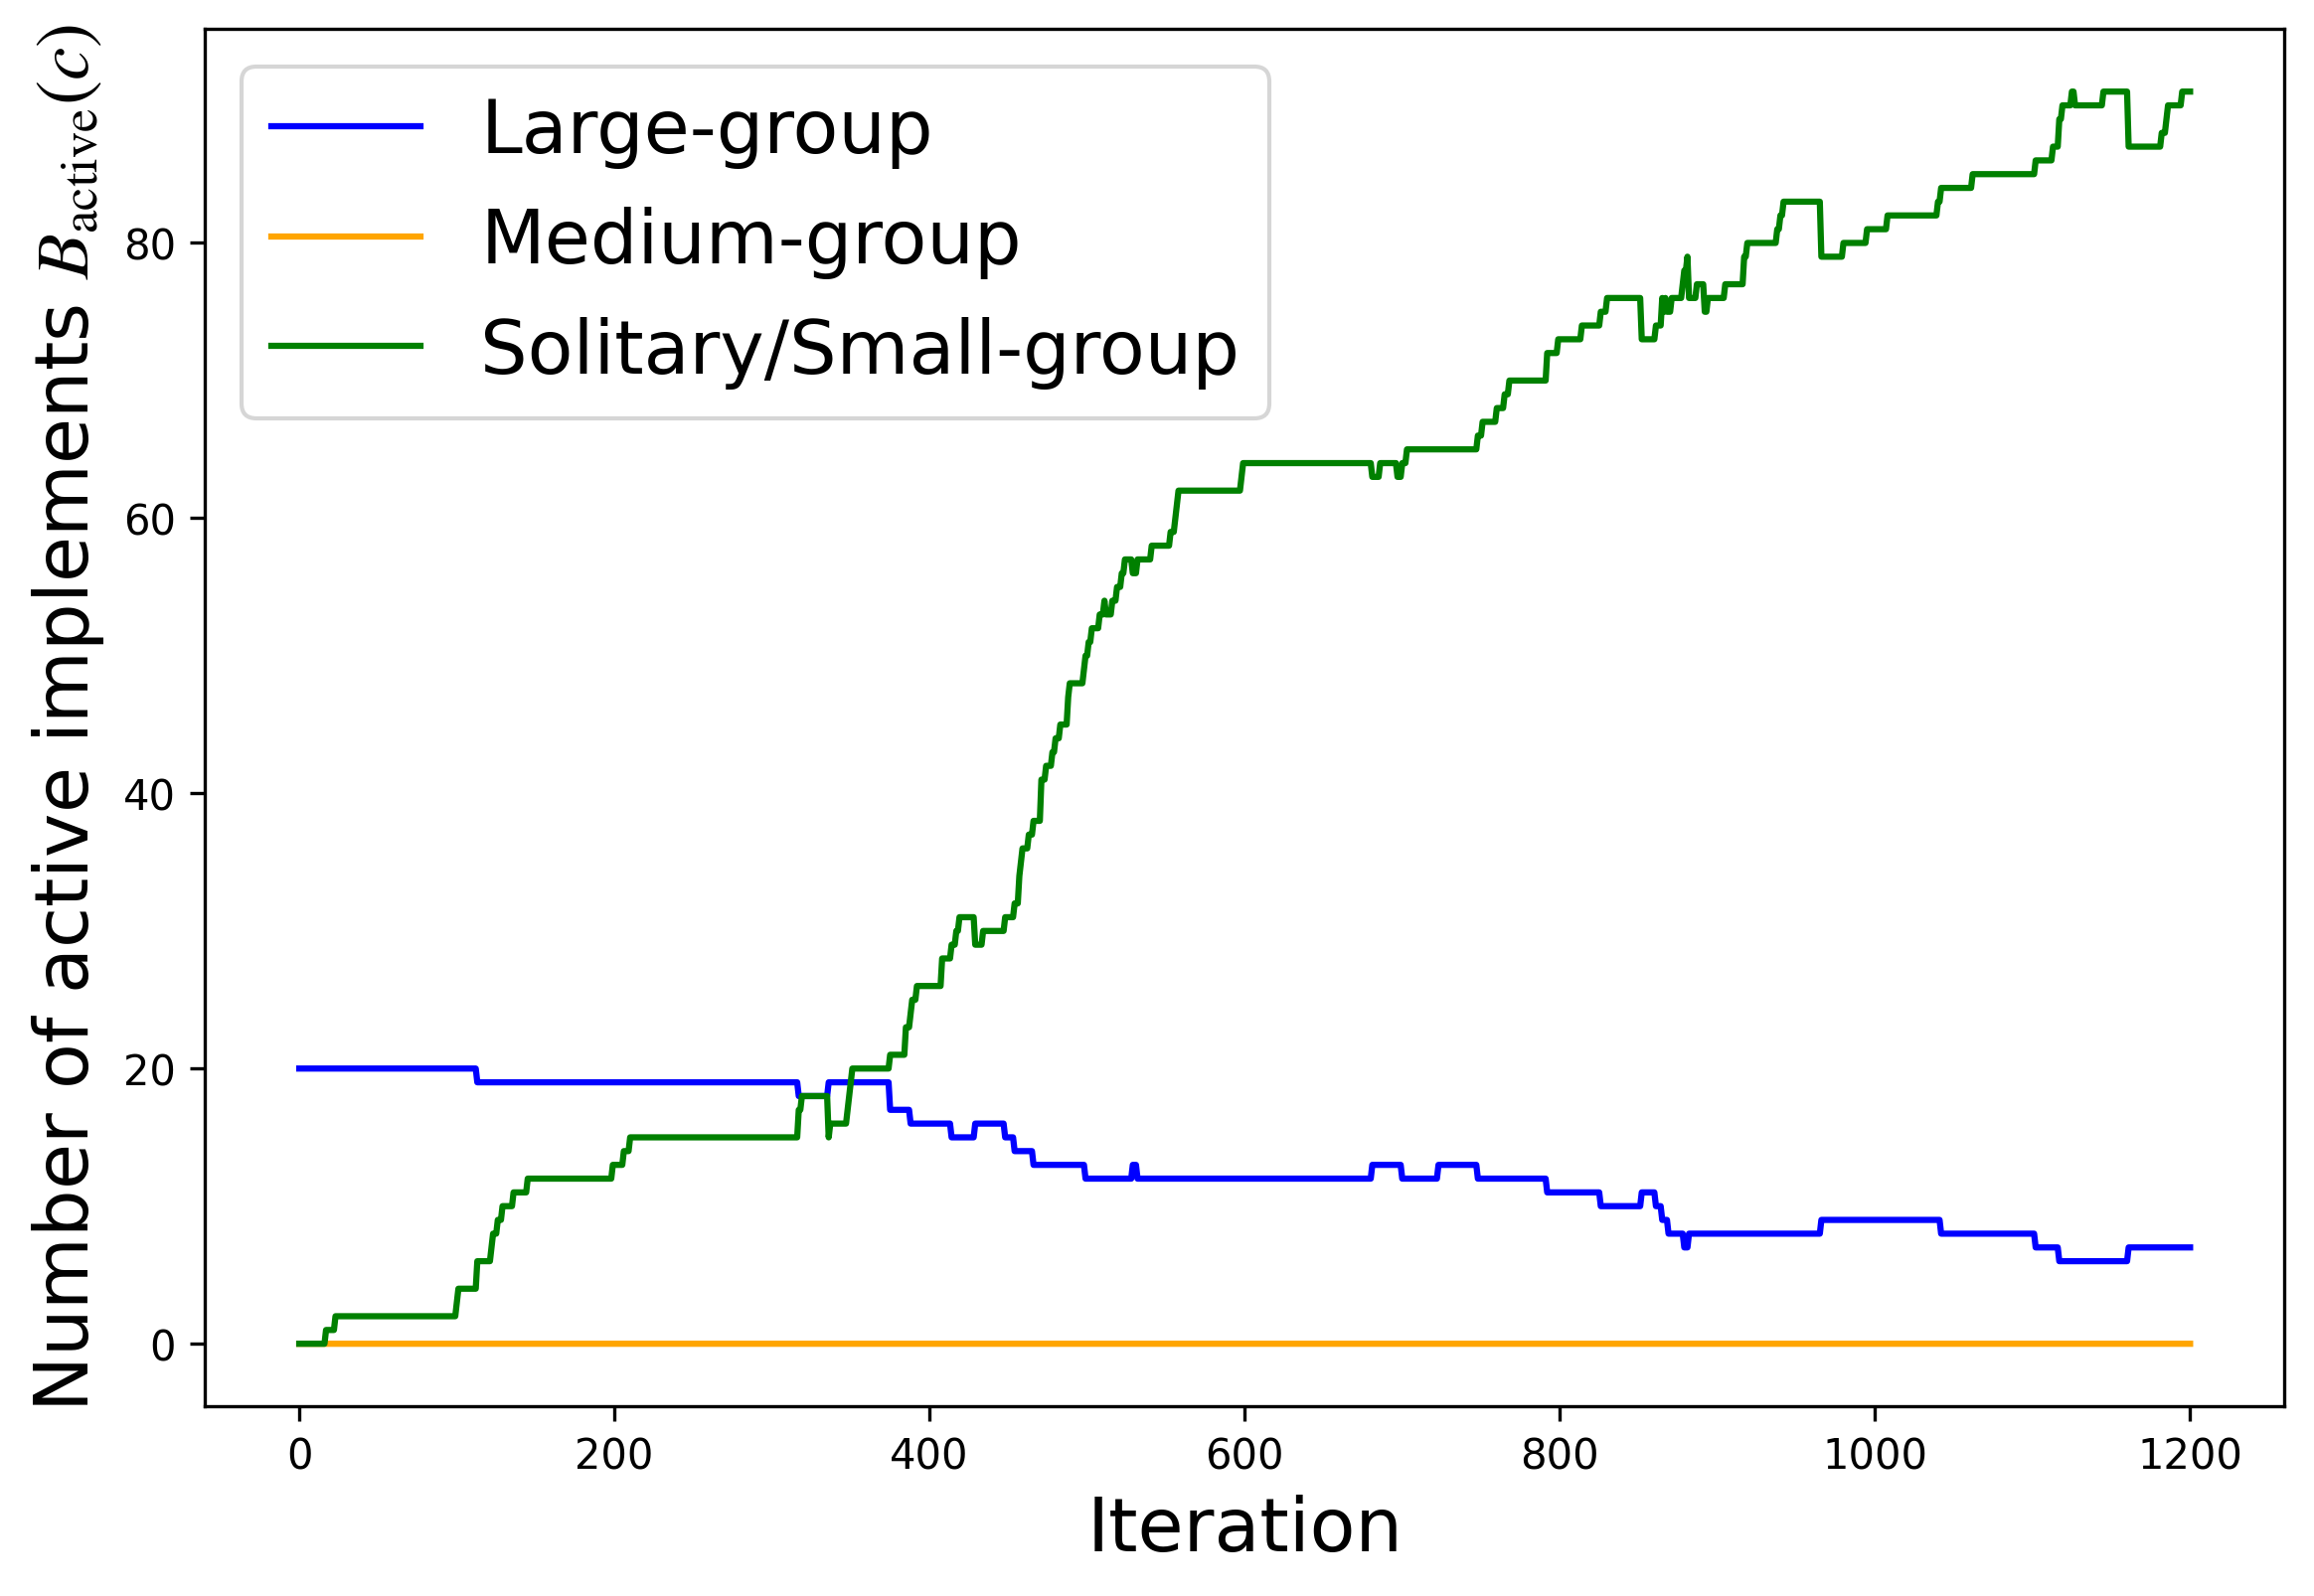 Number of active implements B_active(c)
Large-group
Medium-group
Solitary/Small-group
80
60
40
20
0
0 200 400 600 800 1000 1200
Iteration